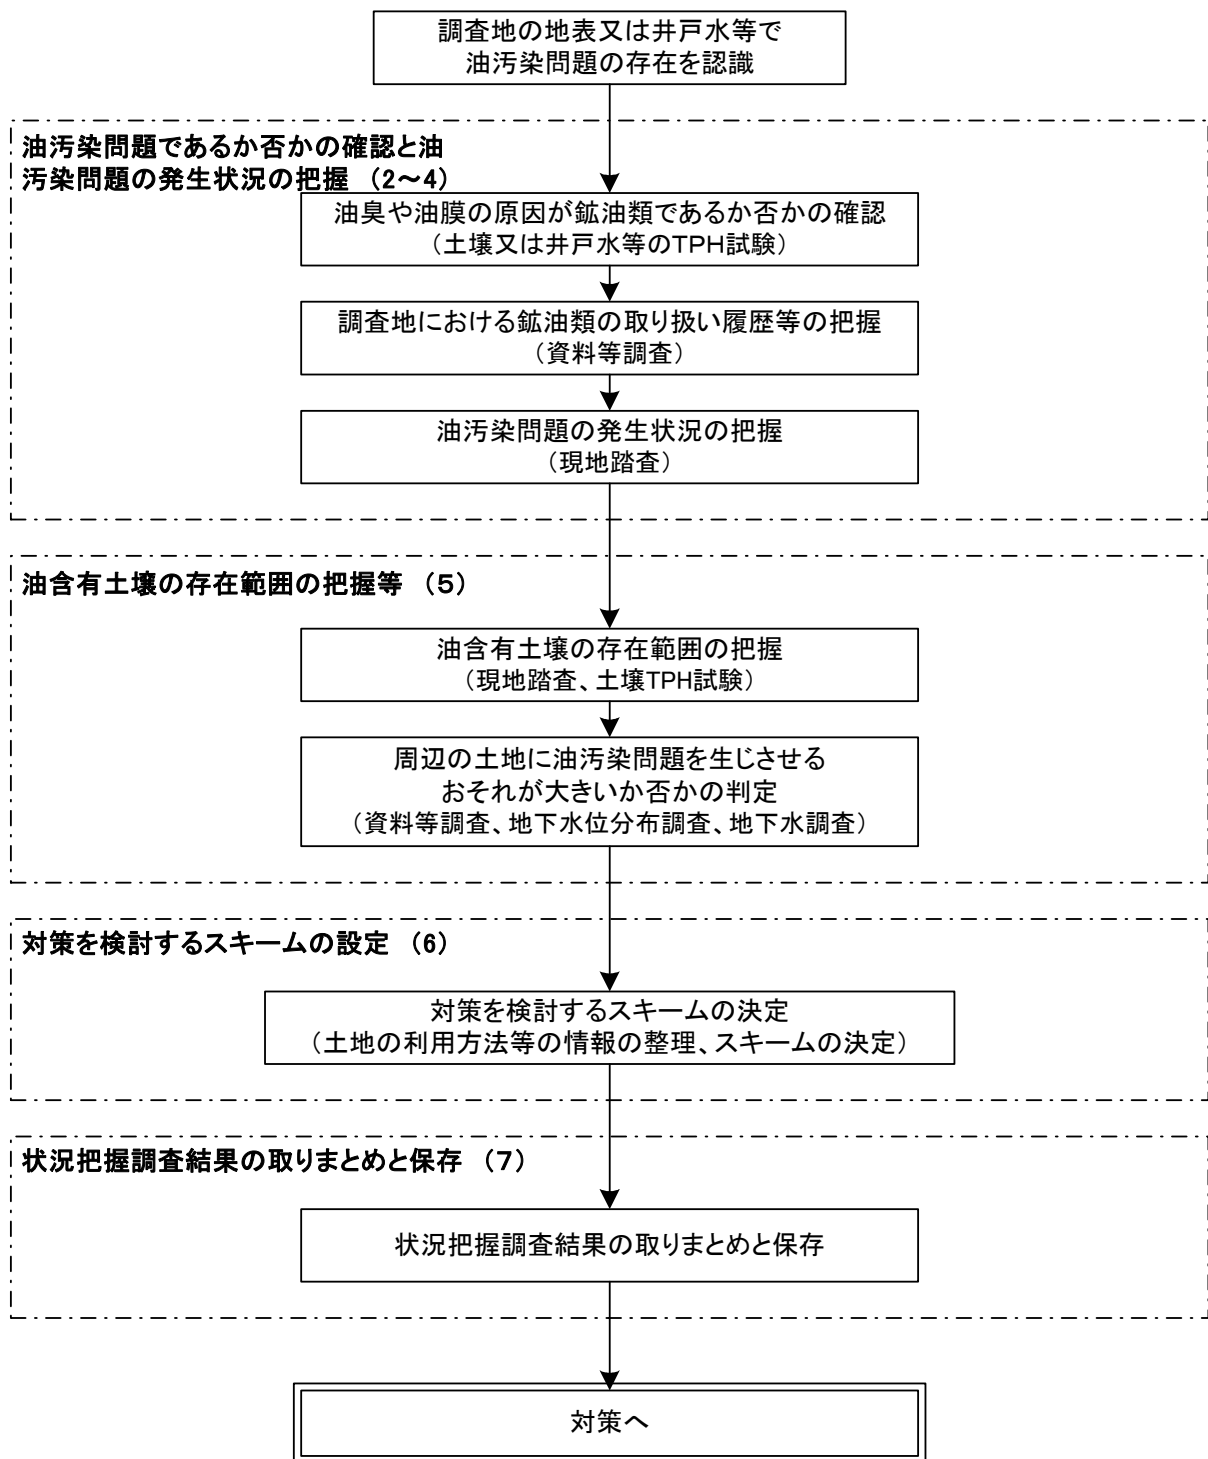 調査地の地表又は井戸水等で
油汚染問題の存在を認識
油汚染問題であるか否かの確認と油
汚染問題の発生状況の把握 (2～4)
油臭や油膜の原因が鉱油類であるか否かの確認
（土壌又は井戸水等のTPH試験）
調査地における鉱油類の取り扱い履歴等の把握
（資料等調査）
油汚染問題の発生状況の把握
（現地踏査）
油含有土壌の存在範囲の把握等 （５）
油含有土壌の存在範囲の把握
（現地踏査、土壌TPH試験）
周辺の土地に油汚染問題を生じさせる
おそれが大きいか否かの判定
（資料等調査、地下水位分布調査、地下水調査）
対策を検討するスキームの設定 （6）
対策を検討するスキームの決定
（土地の利用方法等の情報の整理、スキームの決定）
状況把握調査結果の取りまとめと保存 （７）
状況把握調査結果の取りまとめと保存
対策へ